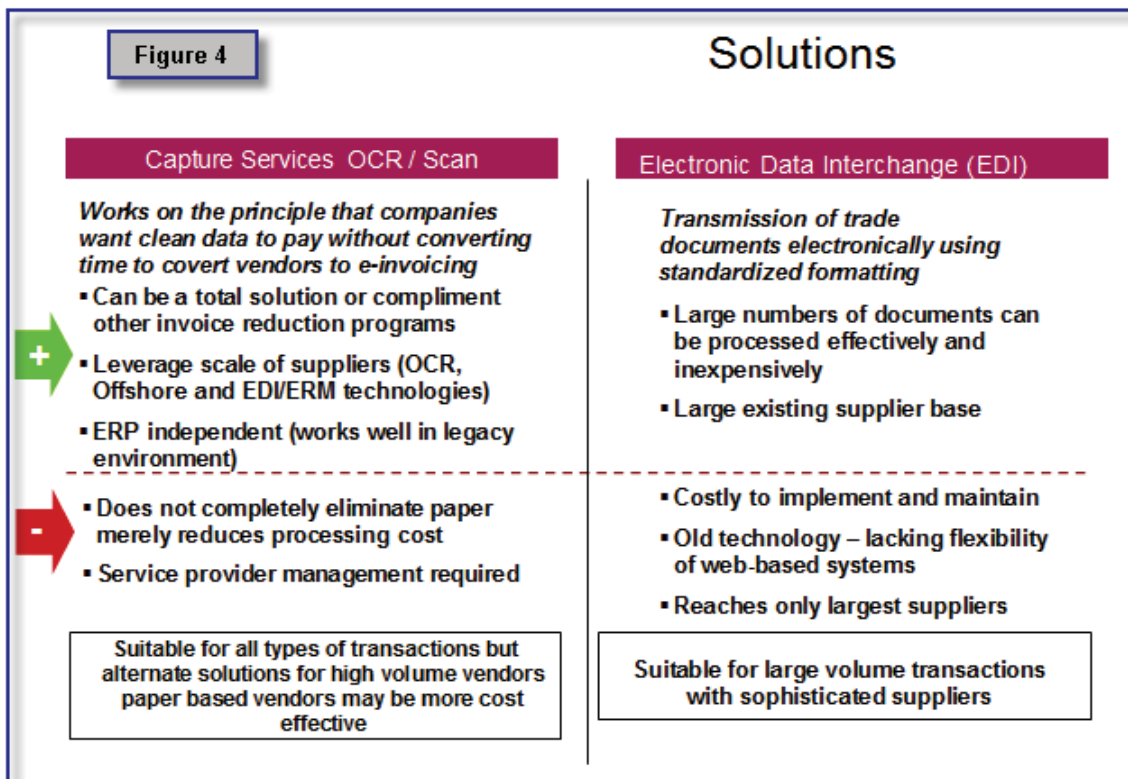 Figure 4
Solutions
Capture Services OCR / Scan
Works on the principle that companies
want clean data to pay without converting
time to covert vendors to e-invoicing
▪ Can be a total solution or compliment
other invoice reduction programs
+
▪ Leverage scale of suppliers (OCR,
Offshore and EDI/ERM technologies)
▪ ERP independent (works well in legacy
environment)
-
▪ Does not completely eliminate paper
merely reduces processing cost
▪ Service provider management required
Suitable for all types of transactions but
alternate solutions for high volume vendors
paper based vendors may be more cost
effective
Electronic Data Interchange (EDI)
Transmission of trade
documents electronically using
standardized formatting
▪ Large numbers of documents can
be processed effectively and
inexpensively
▪ Large existing supplier base
▪ Costly to implement and maintain
▪ Old technology – lacking flexibility
of web-based systems
▪ Reaches only largest suppliers
Suitable for large volume transactions
with sophisticated suppliers